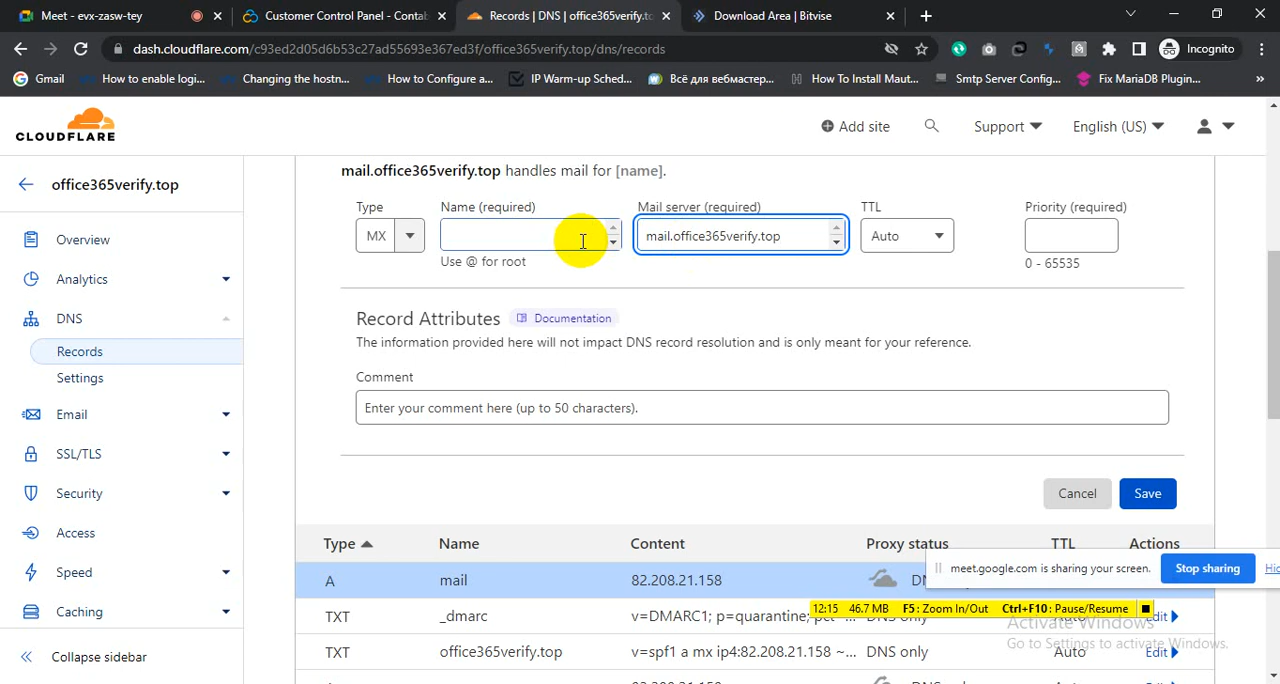 Meet - evx-zasw-tey
Customer Control Panel - Contab
Records | DNS | office365verify.to
Download Area | Bitvise
dash.cloudflare.com/c93ed2d05d6b53c27ad55693e367ed3f/office365verify.top/dns/records
Incognito
Gmail
How to enable logi...
Changing the hostn...
How to Configure a...
IP Warm-up Sched...
Всё для вебмастер...
How To Install Maut...
Smtp Server Config...
Fix MariaDB Plugin...
CLOUDFLARE
Add site
Support
English (US)
office365verify.top
mail.office365verify.top handles mail for [name].
Type
Name (required)
Mail server (required)
TTL
Priority (required)
MX
mail.office365verify.top
Auto
Use @ for root
0 - 65535
Overview
Analytics
DNS
Records
Settings
Email
SSL/TLS
Security
Access
Speed
Caching
Collapse sidebar
Record Attributes
Documentation
The information provided here will not impact DNS record resolution and is only meant for your reference.
Comment
Enter your comment here (up to 50 characters).
Cancel
Save
Type
Name
Content
Proxy status
TTL
Actions
A
mail
82.208.21.158
meet.google.com is sharing your screen.
Stop sharing
12:15 46.7 MB F5: Zoom In/Out Ctrl+F10: Pause/Resume
TXT
_dmarc
v=DMARC1; p=quarantine;
Activate Windows
Go to Settings to activate Windows.
TXT
office365verify.top
v=spf1 a mx ip4:82.208.21.158 ~...
DNS only
Auto
Edit